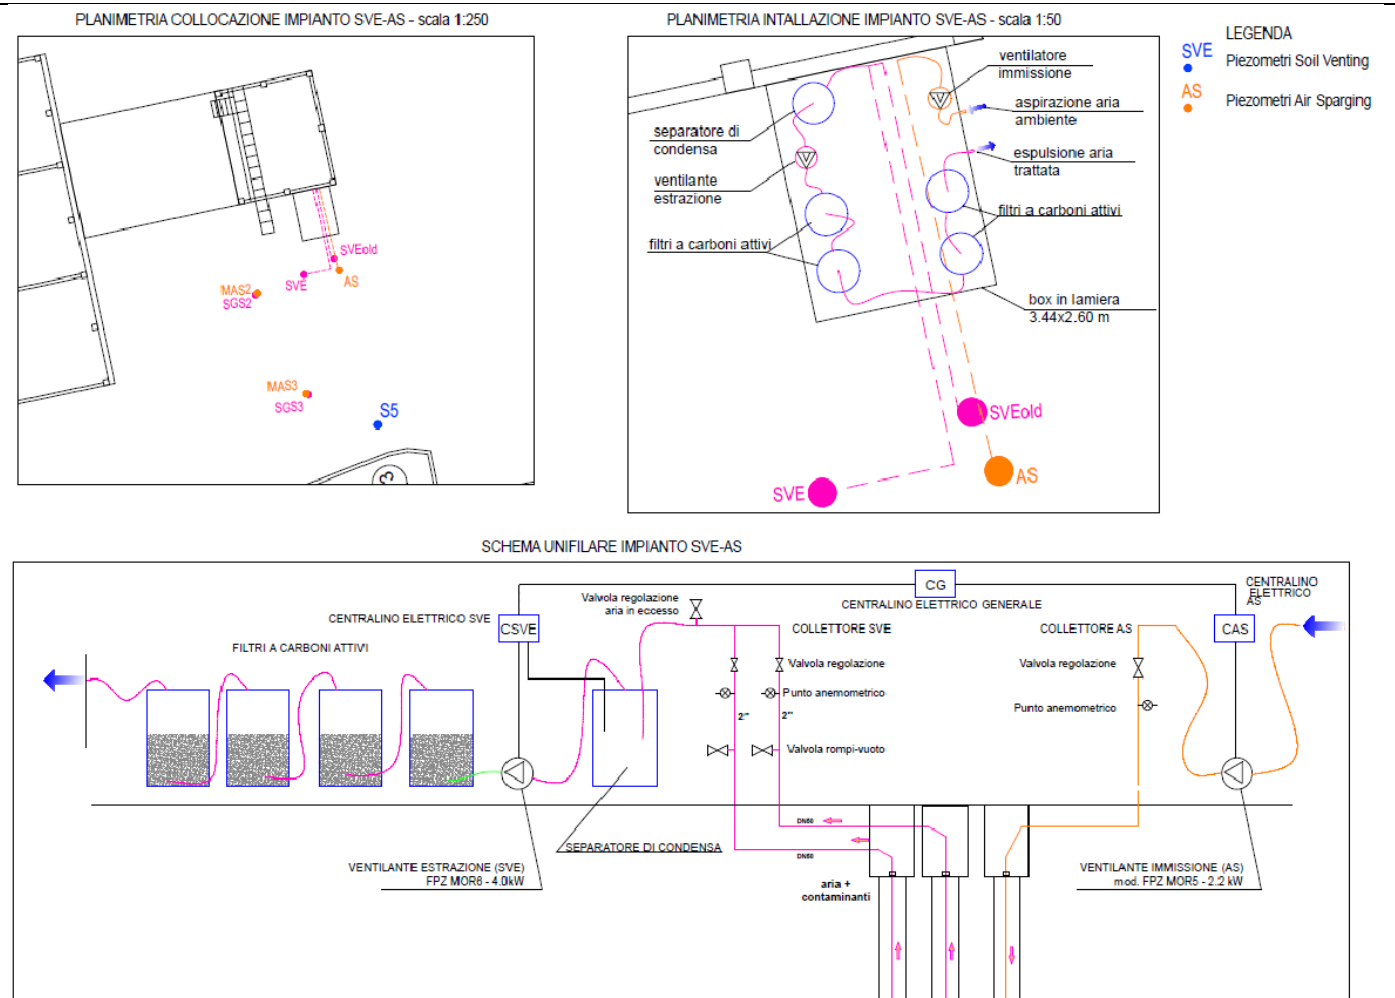 PLANIMETRIA COLLOCAZIONE IMPIANTO SVE-AS - scala 1:250
SVEold
SVE
AS
MAS2
SGS2
MAS3
SGS3
S5
3
PLANIMETRIA INTALLAZIONE IMPIANTO SVE-AS - scala 1:50
ventilatore
immissione
aspirazione aria
ambiente
separatore di
condensa
espulsione aria
trattata
ventilante
estrazione
filtri a carboni attivi
filtri a carboni attivi
box in lamiera
3.44x2.60 m
SVEold
AS
SVE
LEGENDA
SVE
Piezometri Soil Venting
AS
Piezometri Air Sparging
SCHEMA UNIFILARE IMPIANTO SVE-AS
CG
CENTRALINO ELETTRICO GENERALE
CENTRALINO
ELETTRICO
AS
CAS
Valvola regolazione
aria in eccesso
CENTRALINO ELETTRICO SVE
CSVE
COLLETTORE SVE
COLLETTORE AS
FILTRI A CARBONI ATTIVI
Valvola regolazione
Valvola regolazione
Punto anemometrico
Punto anemometrico
2"
2"
Valvola rompi-vuoto
DN50
DN50
SEPARATORE DI CONDENSA
VENTILANTE ESTRAZIONE (SVE)
FPZ MOR6 - 4.0kW
aria +
contaminanti
VENTILANTE IMMISSIONE (AS)
mod. FPZ MOR5 - 2.2 kW